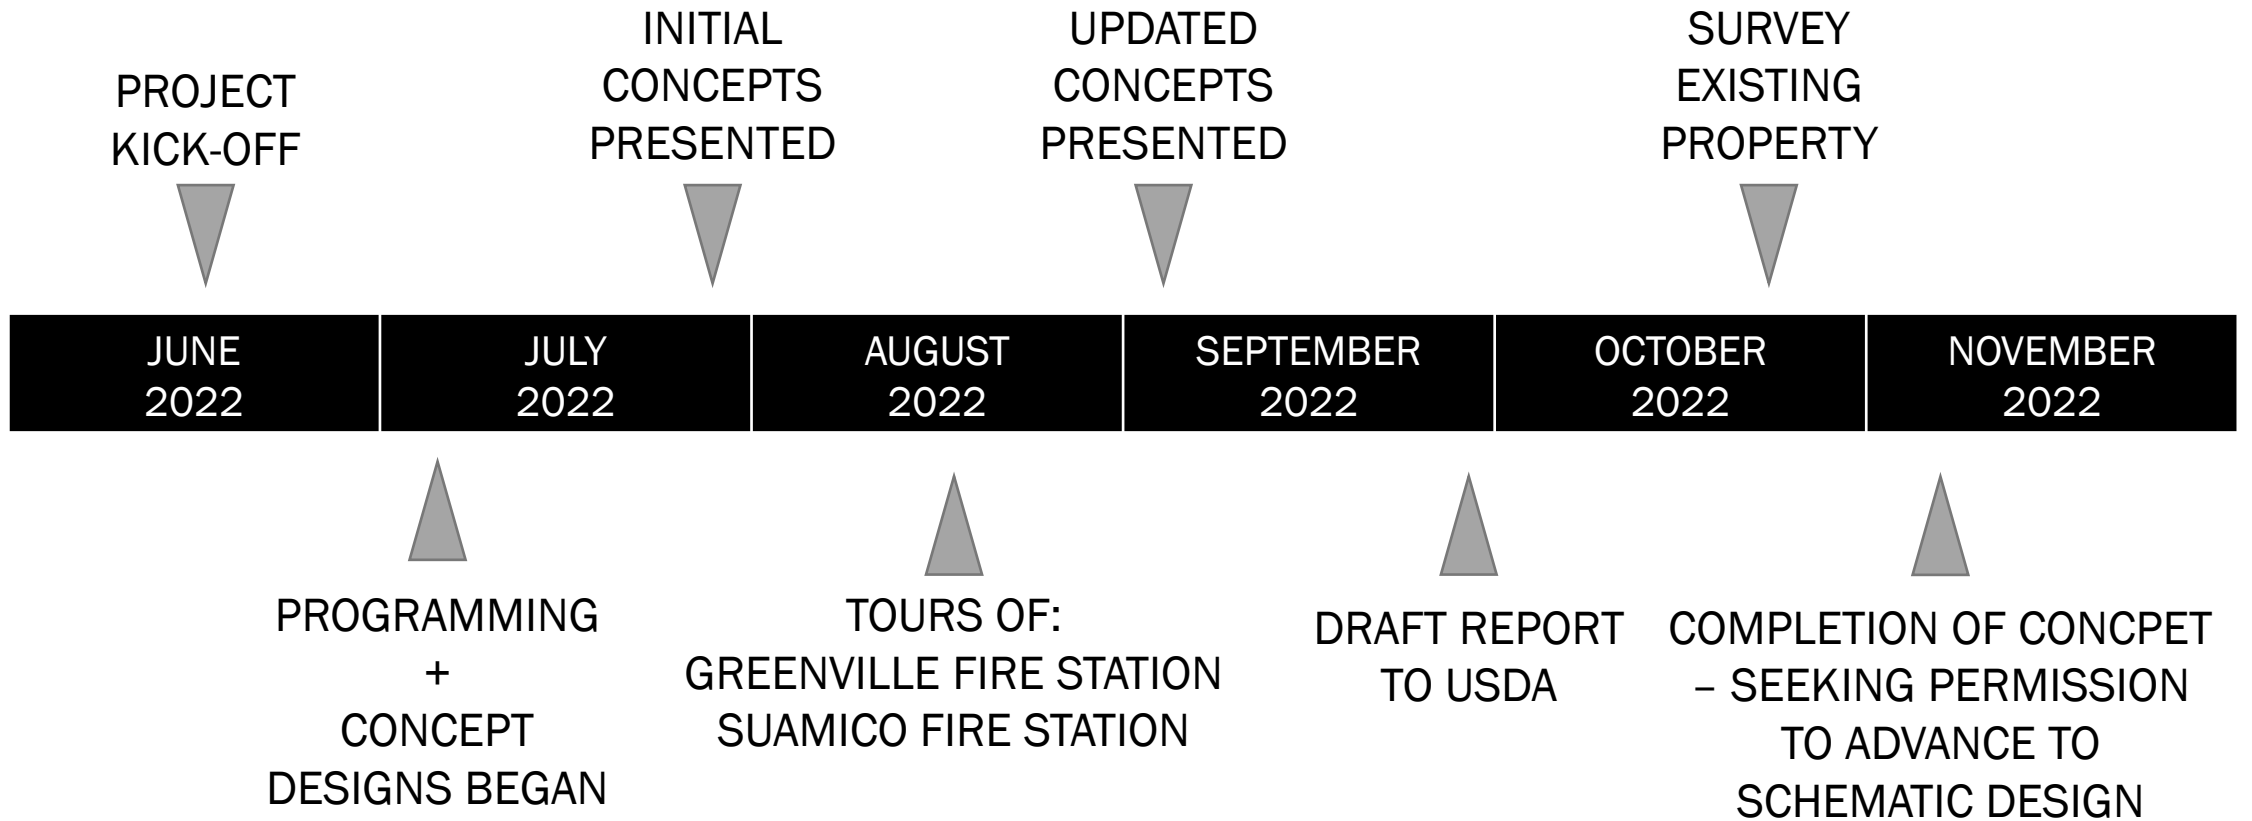 PROJECT
KICK-OFF
INITIAL
CONCEPTS
PRESENTED
UPDATED
CONCEPTS
PRESENTED
SURVEY
EXISTING
PROPERTY
JUNE
2022
JULY
2022
AUGUST
2022
SEPTEMBER
2022
OCTOBER
2022
NOVEMBER
2022
PROGRAMMING
+
CONCEPT
DESIGNS BEGAN
TOURS OF:
GREENVILLE FIRE STATION
SUAMICO FIRE STATION
DRAFT REPORT
TO USDA
COMPLETION OF CONCPET
– SEEKING PERMISSION
TO ADVANCE TO
SCHEMATIC DESIGN